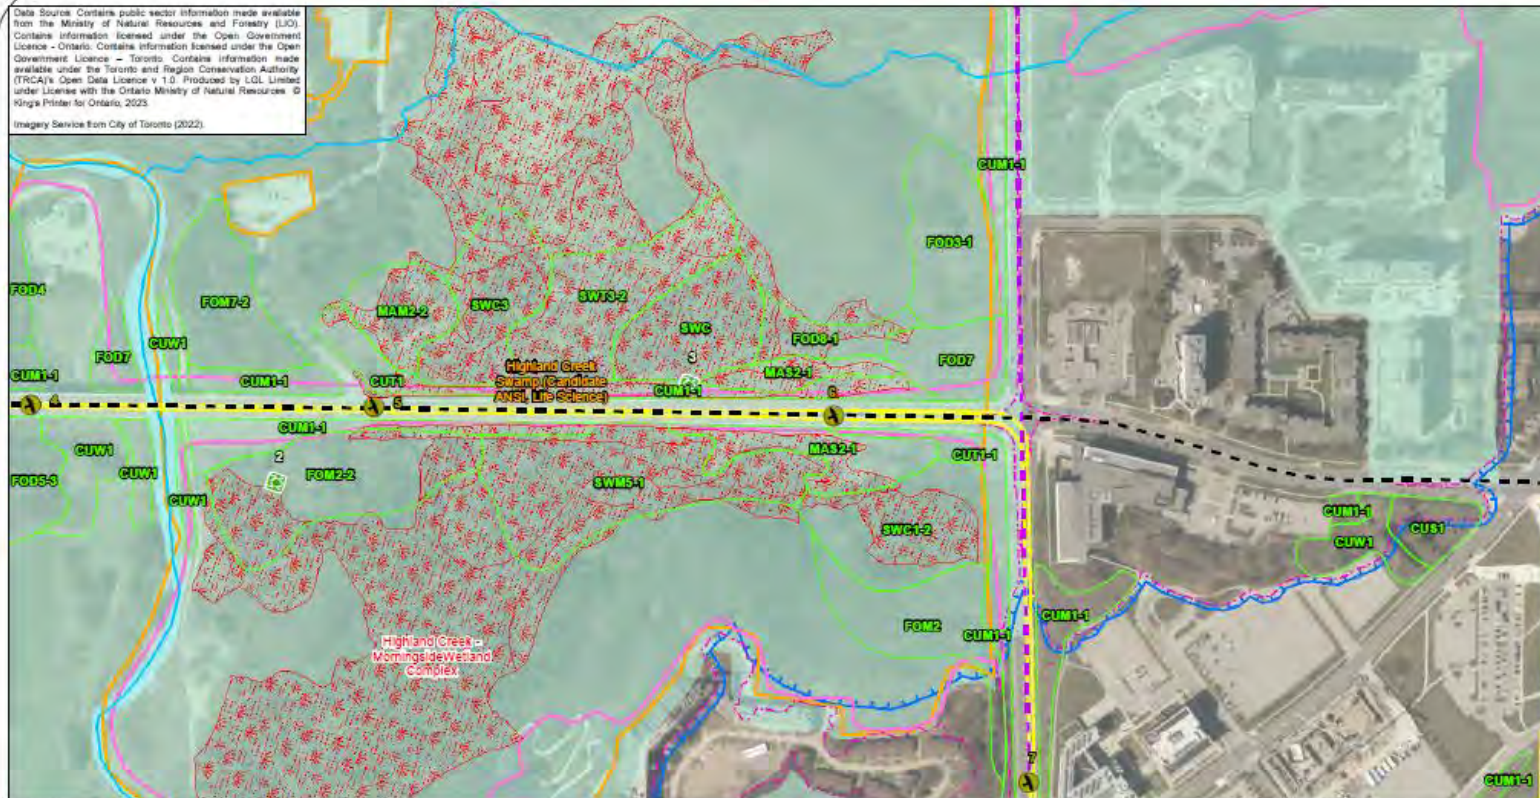 Data Source: Contains public sector information made available
from the Ministry of Natural Resources and Forestry (LIO).
Contains information licensed under the Open Government
Licence - Ontario. Contains information licensed under the Open
Government Licence – Toronto. Contains information made
available under the Toronto and Region Conservation Authority
(TRCA)'s Open Data Licence v 1.0. Produced by LGL Limited
under License with the Ontario Ministry of Natural Resources ©
King's Printer for Ontario, 2023.
Imagery Service from City of Toronto (2022).
CUM1-1
FOD3-1
FOD4
FOM7-2
MAM2-2
SWC3
SWT3-2
SWC
FOD8-1
CUW1
FOD7
3
FOD7
CUM1-1
CUM1-1
CUT1
Highland Creek
Swamp (Candidate
ANSI, Life Science)
CUM1-1
MAS2-1
4
5
6
CUM1-1
CUW1
2
MAS2-1
CUT1-1
FOD5-3
CUW1
FOM2-2
SWM5-1
CUW1
SWC1-2
CUM1-1
CUS1
CUW1
FOM2
CUM1-1
CUM1-1
Highland Creek -
MorningsideWetland
Complex
7
CUM1-1